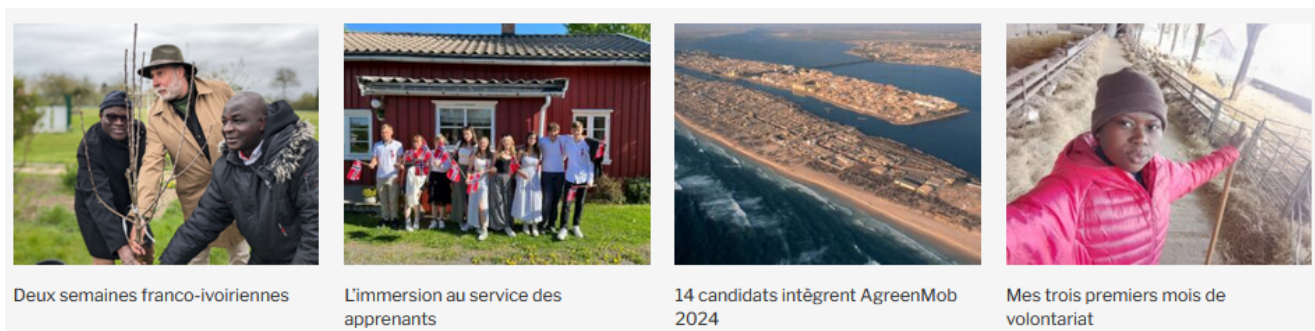 Deux semaines franco-ivoiriennes
L'immersion au service des
apprenants
14 candidats intègrent AgreenMob
2024
Mes trois premiers mois de
volontariat